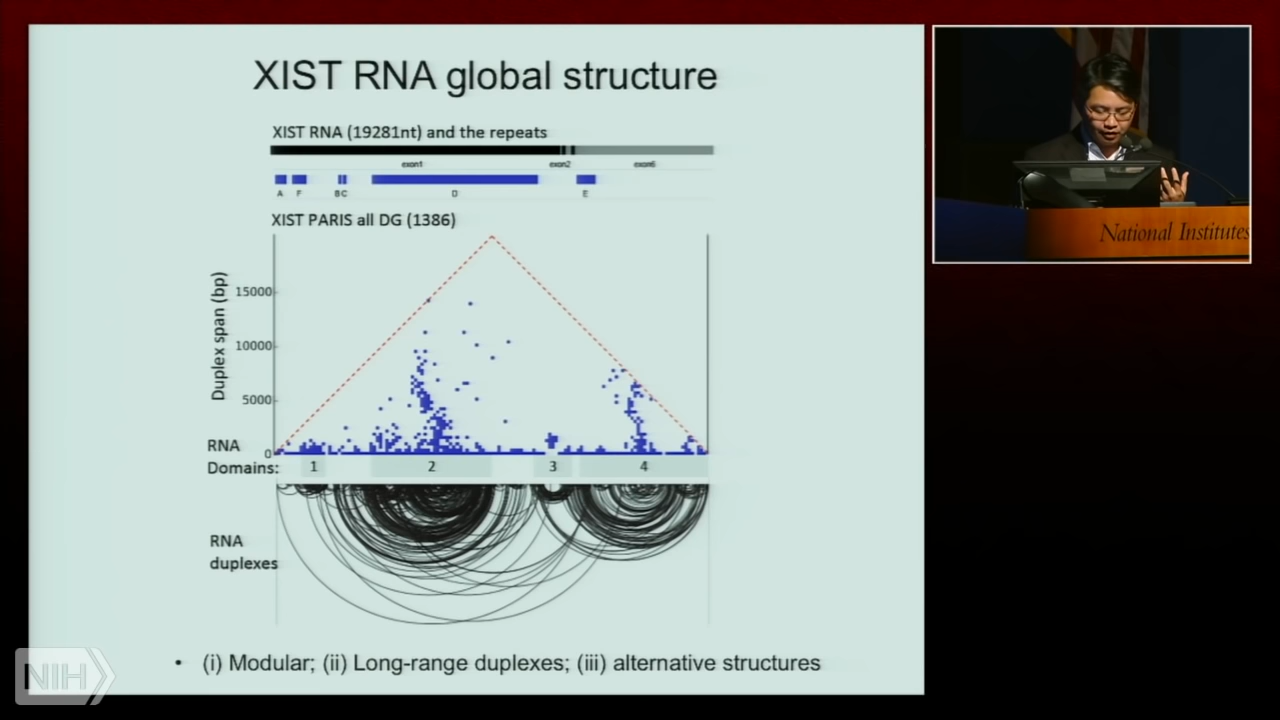 XIST RNA global structure
XIST RNA (19281nt) and the repeats
exon1 exon2 exon6
A F B C D E
XIST PARIS all DG (1386)
Duplex span (bp)
15000
10000
5000
0
RNA
Domains: 1 2 3 4
RNA
duplexes
• (i) Modular; (ii) Long-range duplexes; (iii) alternative structures
NIH
National Institutes